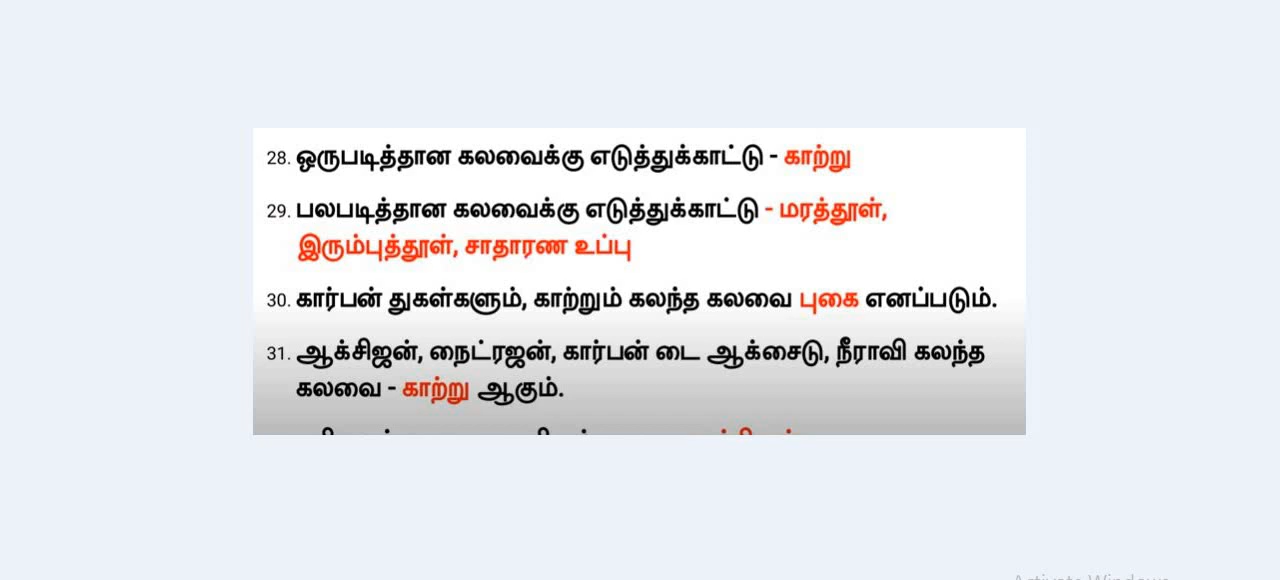 28. ஒருபடித்தான கலவைக்கு எடுத்துக்காட்டு - காற்று
29. பலபடித்தான கலவைக்கு எடுத்துக்காட்டு - மரத்தூள்,
இரும்புத்தூள், சாதாரண உப்பு
30. கார்பன் துகள்களும், காற்றும் கலந்த கலவை புகை எனப்படும்.
31. ஆக்சிஜன், நைட்ரஜன், கார்பன் டை ஆக்சைடு, நீராவி கலந்த
கலவை - காற்று ஆகும்.